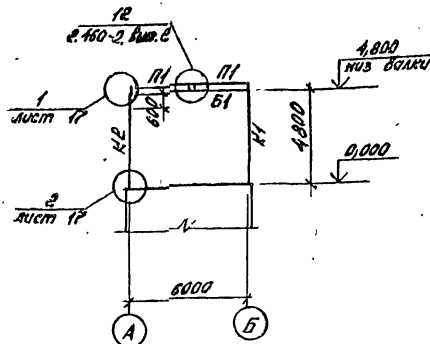 12
2.460-2. Вып. 2
4,800
низ балки
П1
П1
1
лист 17
600
Б1
К2
К1
4800
0,000
2
лист 17
6000
А
Б